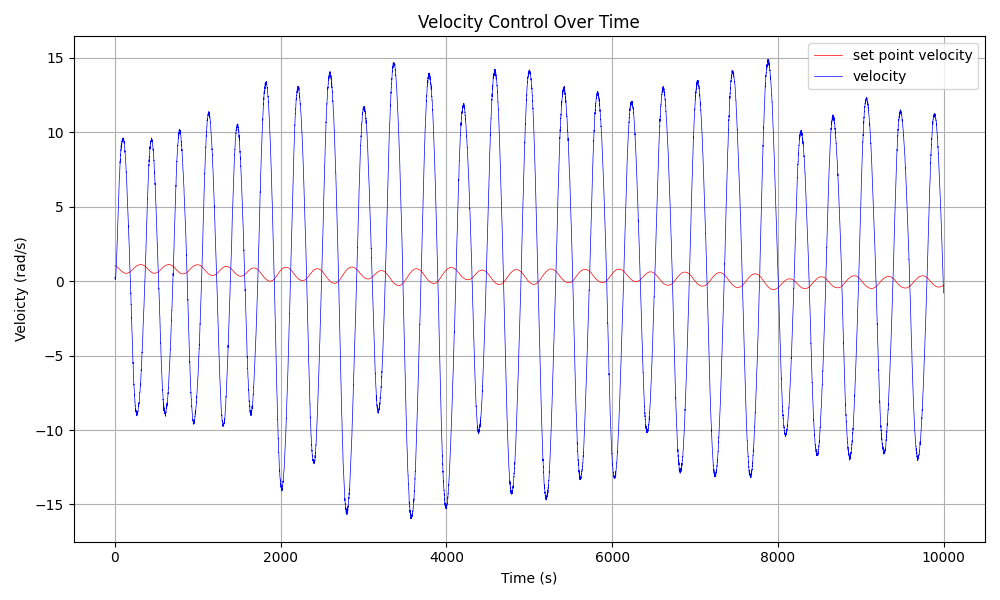 Velocity Control Over Time
set point velocity
velocity
15
10
5
0
−5
−10
−15
Veloicty (rad/s)
0 2000 4000 6000 8000 10000
Time (s)